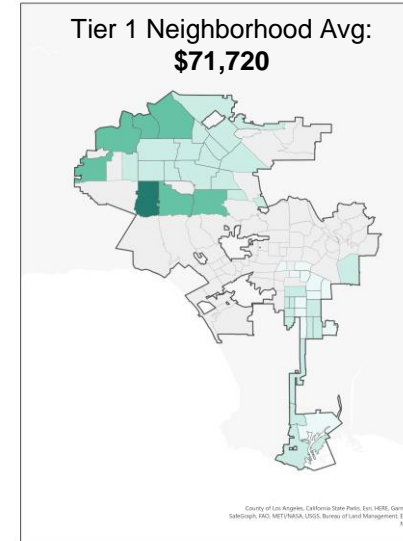 Tier 1 Neighborhood Avg:
$71,720
County of Los Angeles, California State Parks, Esri, HERE, Garm
SafeGraph, FAO, METI/NASA, USGS, Bureau of Land Management, E